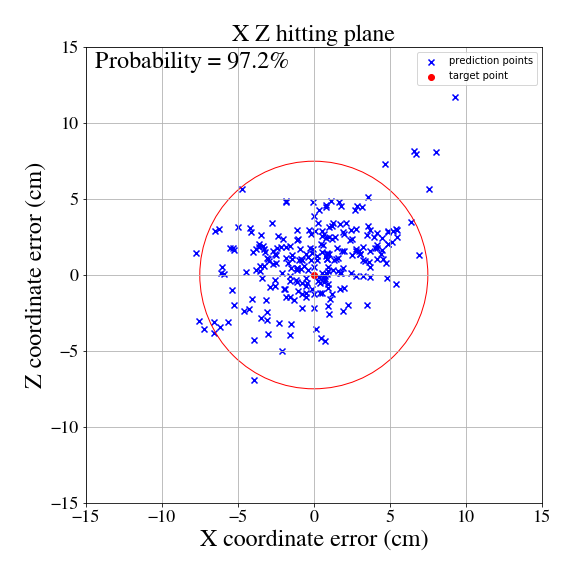 X Z hitting plane
Probability = 97.2%
prediction points
target point
Z coordinate error (cm)
15
10
5
0
−5
−10
−15
−15
−10
−5
0
5
10
15
X coordinate error (cm)